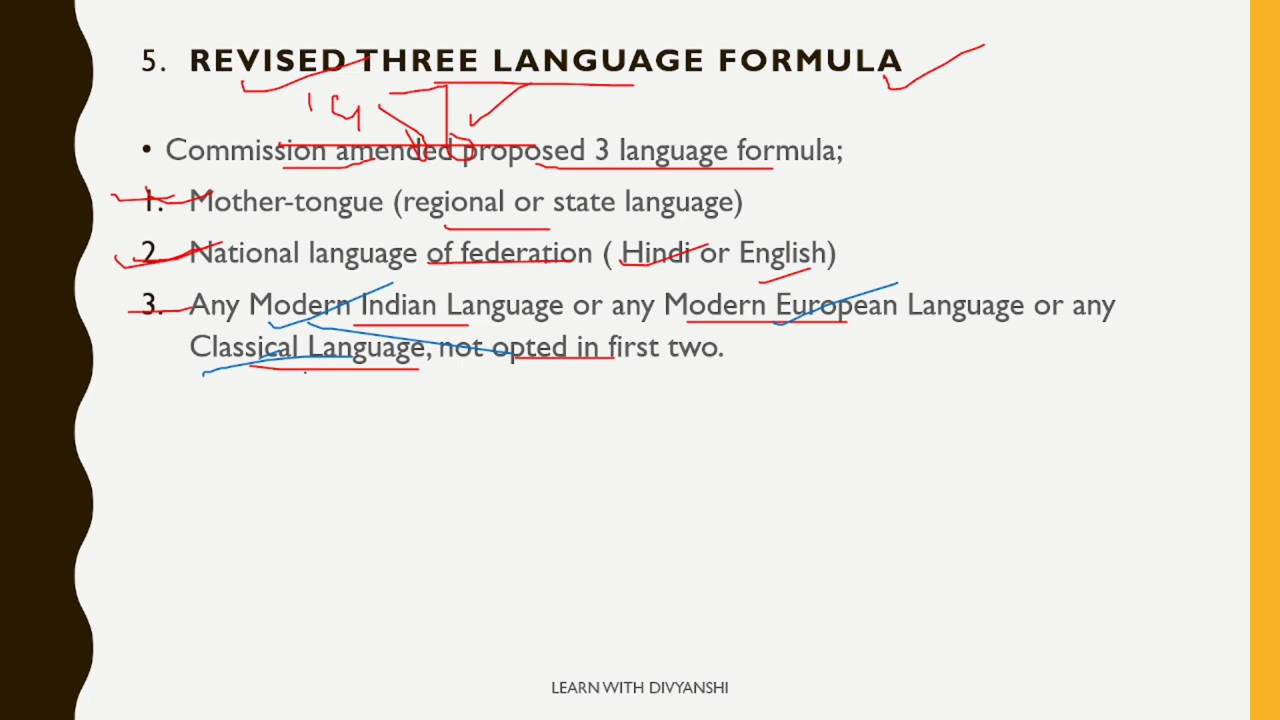 5. REVISED THREE LANGUAGE FORMULA
• Commission amended proposed 3 language formula;
1. Mother-tongue (regional or state language)
2. National language of federation ( Hindi or English)
3. Any Modern Indian Language or any Modern European Language or any
Classical Language, not opted in first two.
LEARN WITH DIVYANSHI